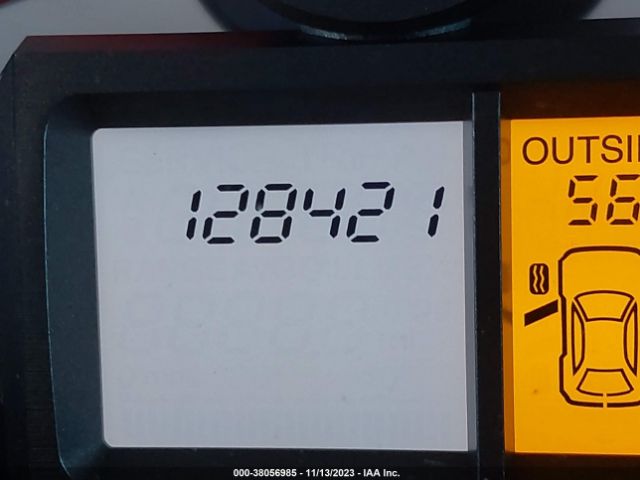 128421
OUTSI
56
000-38056985 - 11/13/2023 - IAA Inc.